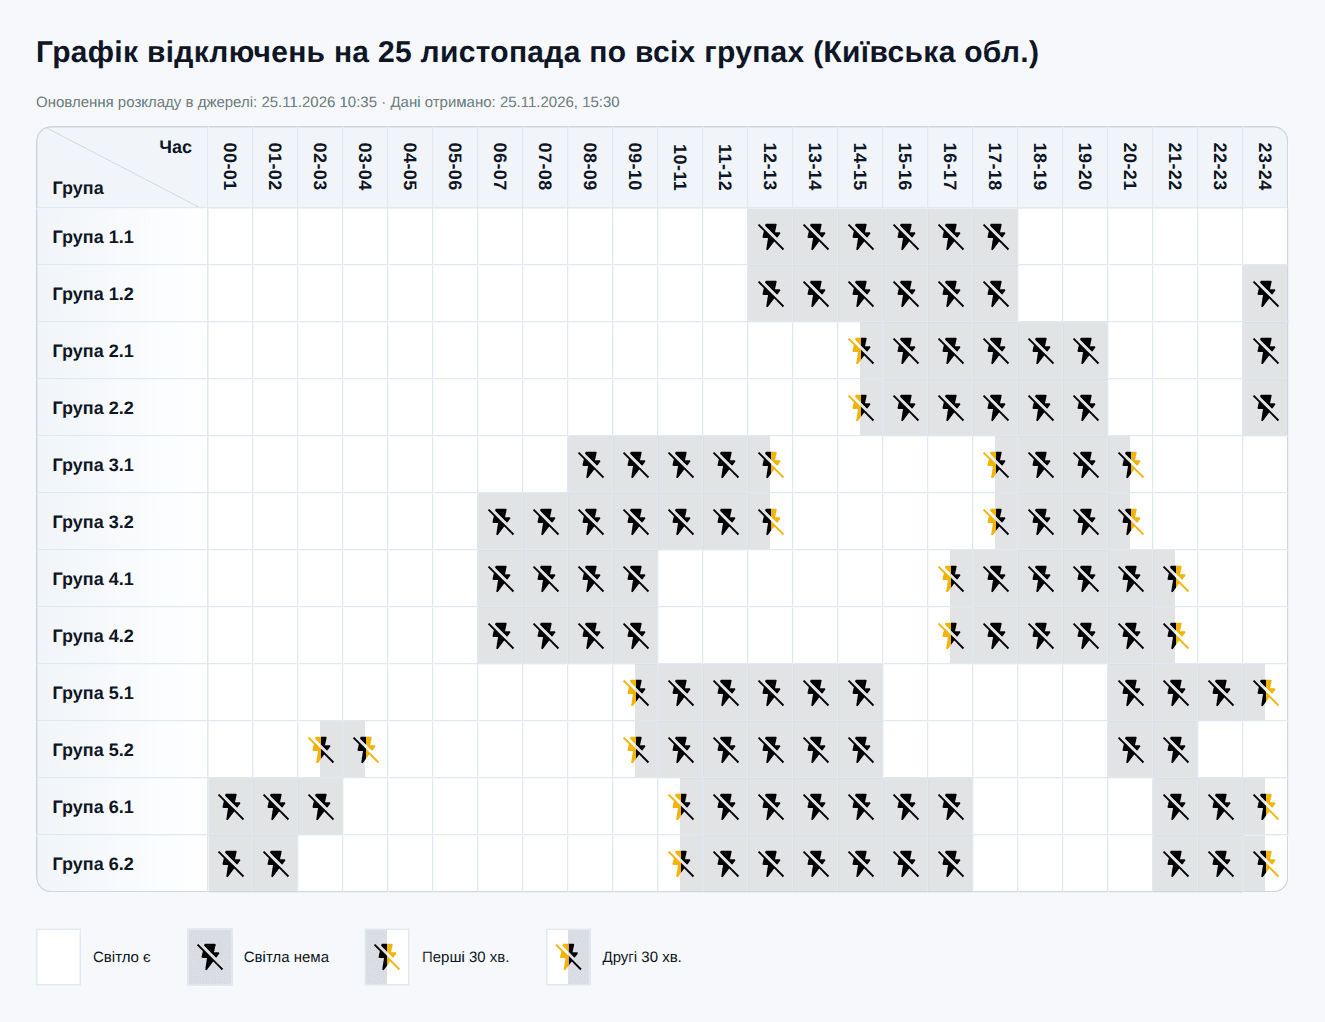 Графік відключень на 25 листопада по всіх групах (Київська обл.)
Оновлення розкладу в джерелі: 25.11.2026 10:35 · Дані отримано: 25.11.2026, 15:30
Час
Група
00-01 01-02 02-03 03-04 04-05 05-06 06-07 07-08 08-09 09-10 10-11 11-12 12-13 13-14 14-15 15-16 16-17 17-18 18-19 19-20 20-21 21-22 22-23 23-24
Група 1.1
Група 1.2
Група 2.1
Група 2.2
Група 3.1
Група 3.2
Група 4.1
Група 4.2
Група 5.1
Група 5.2
Група 6.1
Група 6.2
Світло є
Світла нема
Перші 30 хв.
Другі 30 хв.